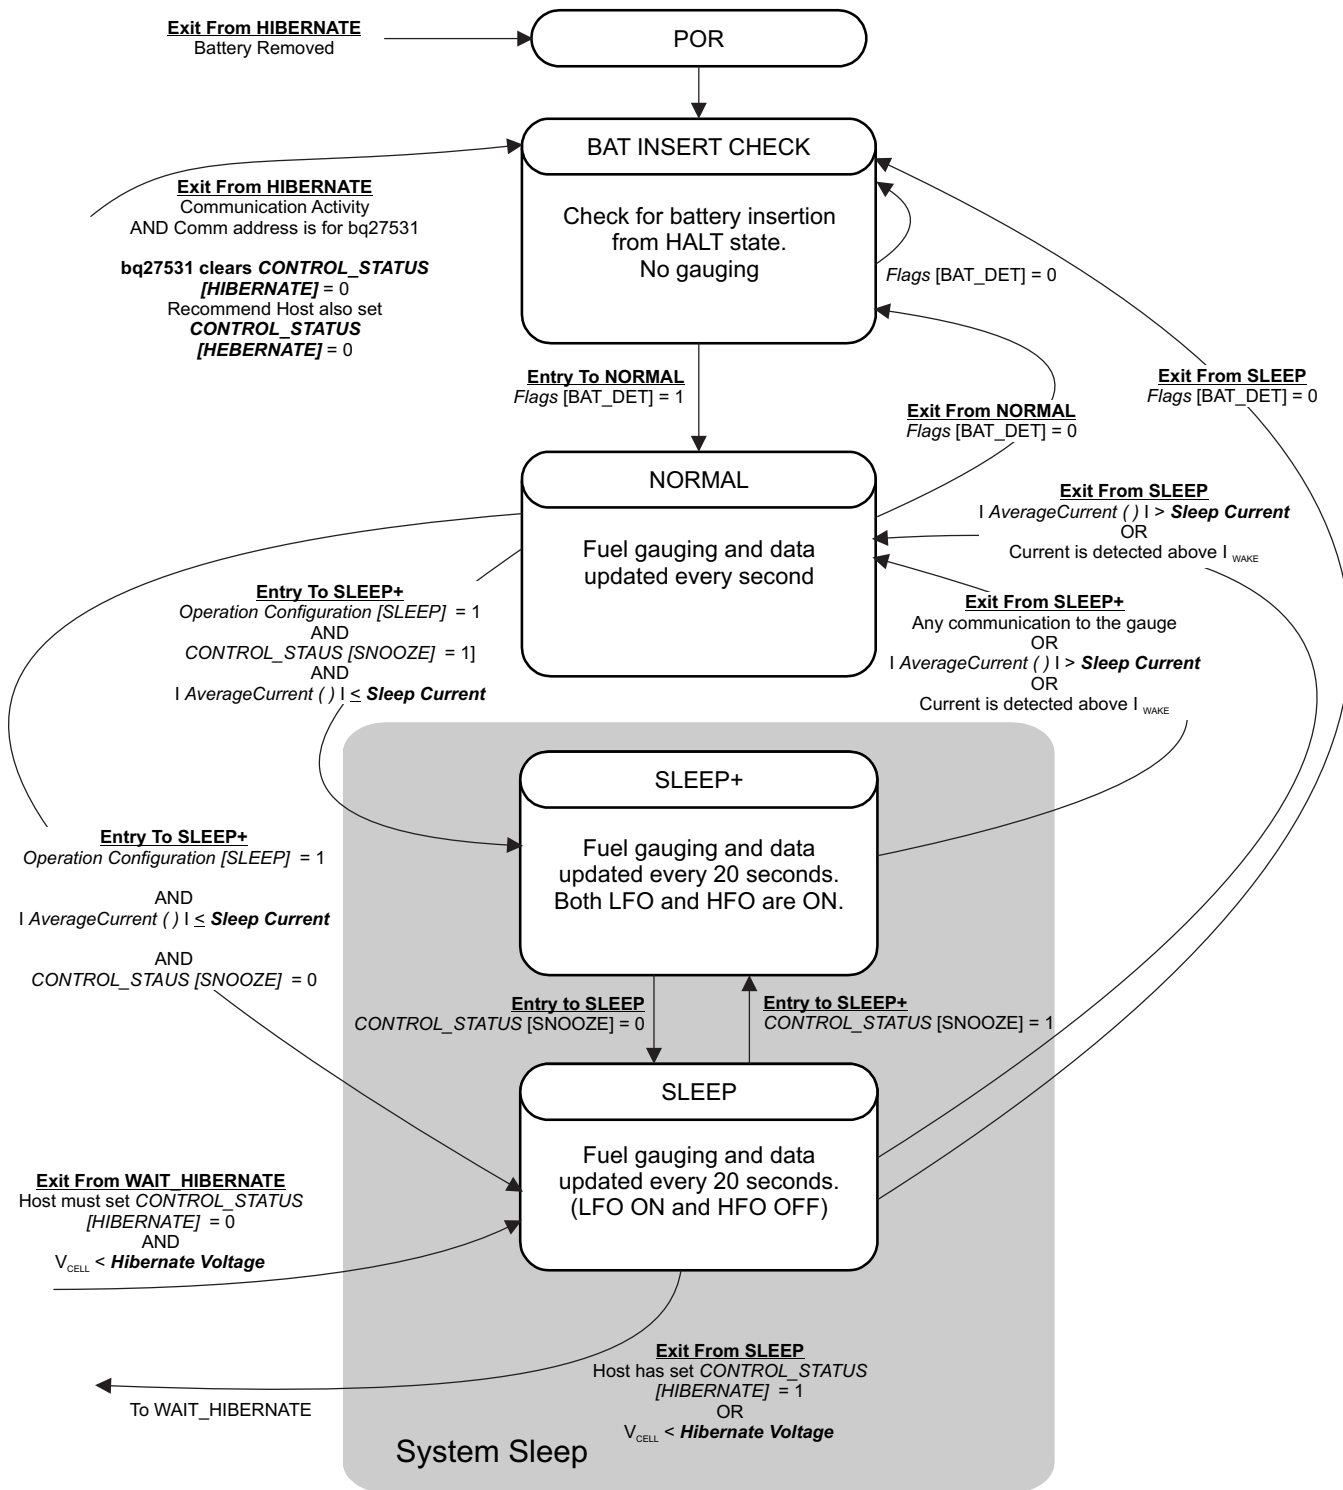 Exit From HIBERNATE
Battery Removed
POR
BAT INSERT CHECK
Check for battery insertion
from HALT state.
No gauging
Exit From HIBERNATE
Communication Activity
AND Comm address is for bq27531
bq27531 clears CONTROL_STATUS
[HIBERNATE] = 0
Recommend Host also set
CONTROL_STATUS
[HEBERNATE] = 0
Flags [BAT_DET] = 0
Entry To NORMAL
Flags [BAT_DET] = 1
Exit From NORMAL
Flags [BAT_DET] = 0
Exit From SLEEP
Flags [BAT_DET] = 0
NORMAL
Fuel gauging and data
updated every second
Exit From SLEEP
I AverageCurrent ( ) I > Sleep Current
OR
Current is detected above I WAKE
Entry To SLEEP+
Operation Configuration [SLEEP] = 1
AND
CONTROL_STAUS [SNOOZE] = 1]
AND
I AverageCurrent ( ) I ≤ Sleep Current
Exit From SLEEP+
Any communication to the gauge
OR
I AverageCurrent ( ) I > Sleep Current
OR
Current is detected above I WAKE
SLEEP+
Fuel gauging and data
updated every 20 seconds.
Both LFO and HFO are ON.
Entry To SLEEP+
Operation Configuration [SLEEP] = 1
AND
I AverageCurrent ( ) I ≤ Sleep Current
AND
CONTROL_STAUS [SNOOZE] = 0
Entry to SLEEP
CONTROL_STATUS [SNOOZE] = 0
Entry to SLEEP+
CONTROL_STATUS [SNOOZE] = 1
SLEEP
Fuel gauging and data
updated every 20 seconds.
(LFO ON and HFO OFF)
Exit From WAIT_HIBERNATE
Host must set CONTROL_STATUS
[HIBERNATE] = 0
AND
VCELL < Hibernate Voltage
Exit From SLEEP
Host has set CONTROL_STATUS
[HIBERNATE] = 1
OR
VCELL < Hibernate Voltage
To WAIT_HIBERNATE
System Sleep